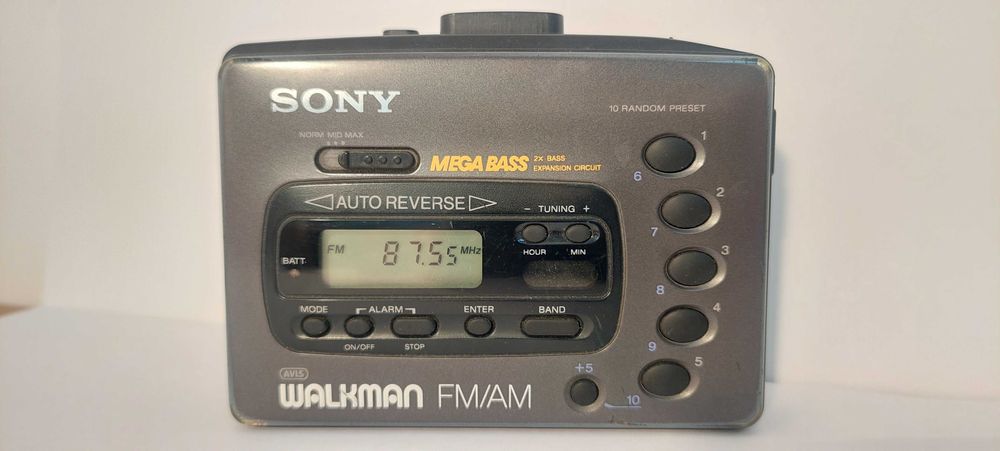 SONY
10 RANDOM PRESET
NORM MID MAX
MEGA BASS 2X BASS EXPANSION CIRCUIT
1
6
2
7
3
8
4
9
5
10
+5
AUTO REVERSE
- TUNING +
HOUR MIN
FM 87.55 MHz
BATT
MODE ALARM ENTER BAND
ON/OFF STOP
AVLS
WALKMAN FM/AM